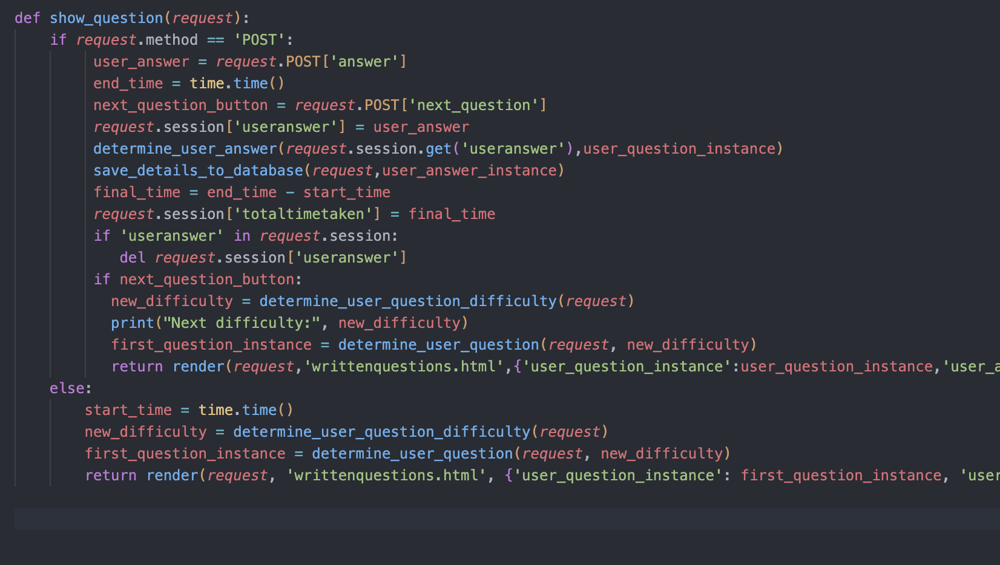 def show_question(request):
if request.method == 'POST':
user_answer = request.POST['answer']
end_time = time.time()
next_question_button = request.POST['next_question']
request.session['useranswer'] = user_answer
determine_user_answer(request.session.get('useranswer'),user_question_instance)
save_details_to_database(request,user_answer_instance)
final_time = end_time - start_time
request.session['totaltimetaken'] = final_time
if 'useranswer' in request.session:
del request.session['useranswer']
if next_question_button:
new_difficulty = determine_user_question_difficulty(request)
print("Next difficulty:", new_difficulty)
first_question_instance = determine_user_question(request, new_difficulty)
return render(request,'writtenquestions.html',{'user_question_instance':user_question_instance,'user_a
else:
start_time = time.time()
new_difficulty = determine_user_question_difficulty(request)
first_question_instance = determine_user_question(request, new_difficulty)
return render(request, 'writtenquestions.html', {'user_question_instance': first_question_instance, 'user